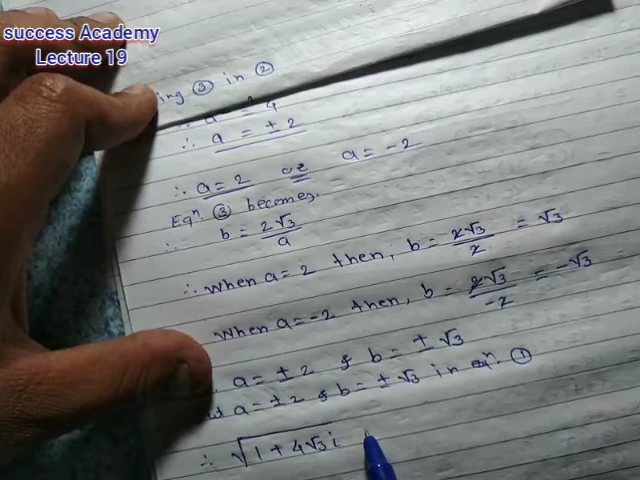 success Academy
Lecture 19
ing ③ in ②
∴ a² = 4
∴ a = ± 2
∴ a = 2 or a = -2
Eqⁿ ③ becomes,
∴ b = 2√3/a
∴ when a = 2 then, b = 2√3/2 = √3
when a = -2 then, b = 2√3/-2 = -√3
a = ± 2 & b = ± √3
a = ± 2 & b = ± √3 in eqⁿ. ①
∴ √(1 + 4√3 i